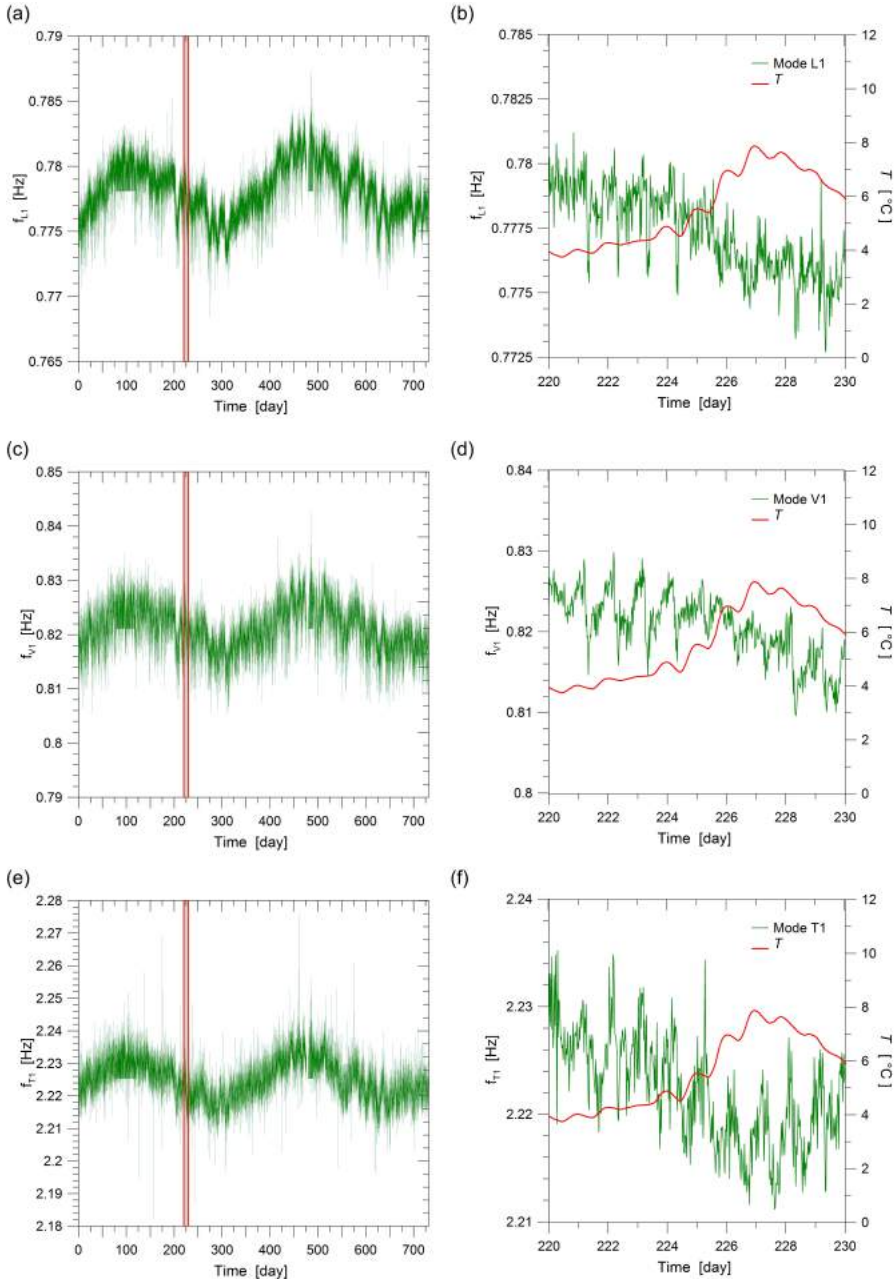 (a)
0.79
0.785
0.78
0.775
0.77
0.765
f_L1 [Hz]
0 100 200 300 400 500 600 700
Time [day]
(b)
0.785
0.7825
0.78
0.7775
0.775
0.7725
f_L1 [Hz]
Mode L1
T
12
10
8
6
4
2
0
T [°C]
220 222 224 226 228 230
Time [day]
(c)
0.85
0.84
0.83
0.82
0.81
0.8
0.79
f_V1 [Hz]
0 100 200 300 400 500 600 700
Time [day]
(d)
0.84
0.83
0.82
0.81
0.8
f_V1 [Hz]
Mode V1
T
12
10
8
6
4
2
0
T [°C]
220 222 224 226 228 230
Time [day]
(e)
2.28
2.27
2.26
2.25
2.24
2.23
2.22
2.21
2.2
2.19
2.18
f_T1 [Hz]
0 100 200 300 400 500 600 700
Time [day]
(f)
2.24
2.23
2.22
2.21
f_T1 [Hz]
Mode T1
T
12
10
8
6
4
2
0
T [°C]
220 222 224 226 228 230
Time [day]